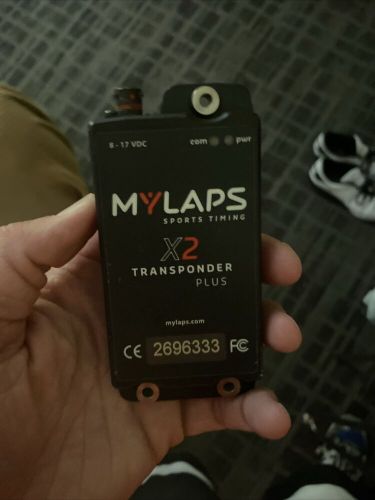 8 - 17 VDC com pwr
MYLAPS
SPORTS TIMING
X2
TRANSPONDER
PLUS
mylaps.com
CE 2696333 FC